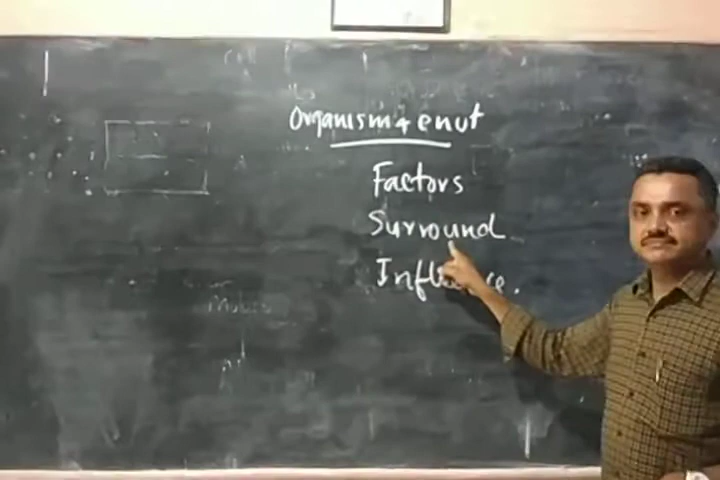 Organism & envt
Factors
Surround
Influence.